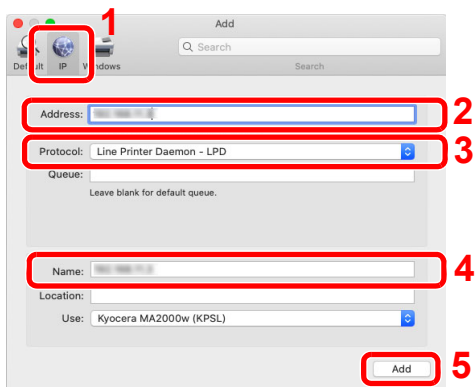 1
Add
Search
Default IP Windows Search
Address: 2
Protocol: Line Printer Daemon - LPD 3
Queue:
Leave blank for default queue.
Name: 4
Location:
Use: Kyocera MA2000w (KPSL)
Add 5